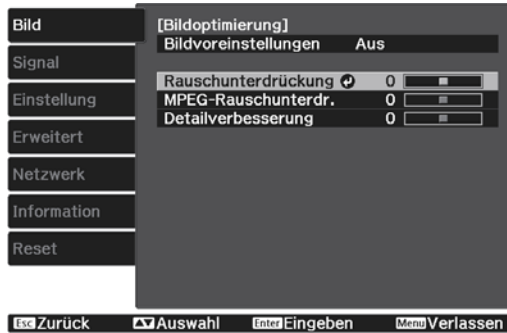 Bild
Signal
Einstellung
Erweitert
Netzwerk
Information
Reset
[Bildoptimierung]
Bildvoreinstellungen Aus
Rauschunterdrückung 0
MPEG-Rauschunterdr. 0
Detailverbesserung 0
Esc Zurück Auswahl Enter Eingeben Menu Verlassen